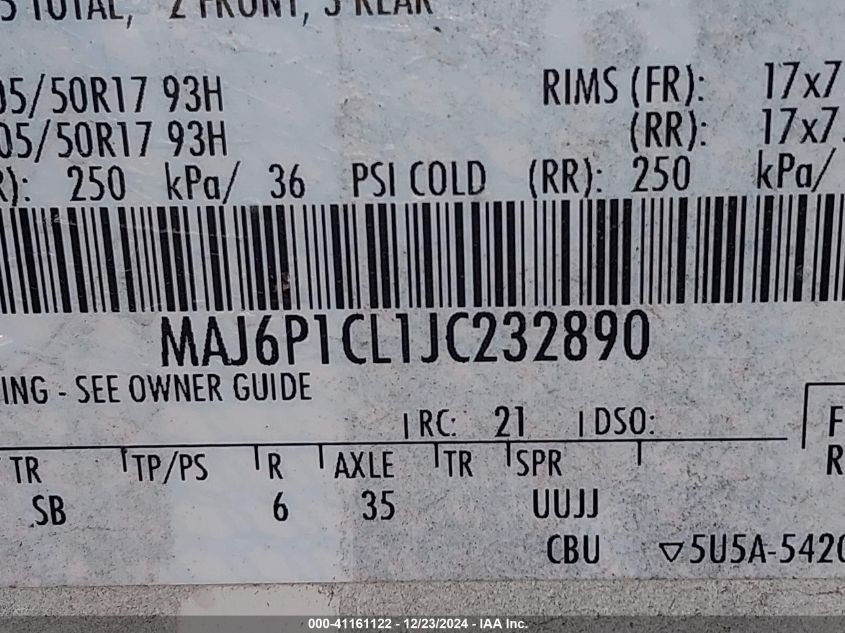 5 TOTAL, 2 FRONT, 3 REAR
05/50R17 93H RIMS (FR): 17x7
05/50R17 93H (RR): 17x7.
R): 250 kPa/ 36 PSI COLD (RR): 250 kPa/
MAJ6P1CL1JC232890
ING - SEE OWNER GUIDE
RC: 21 DSO: F
TR TP/PS R AXLE TR SPR R
SB 6 35 UUJJ
CBU ▽5U5A-5420
000-41161122 - 12/23/2024 - IAA Inc.